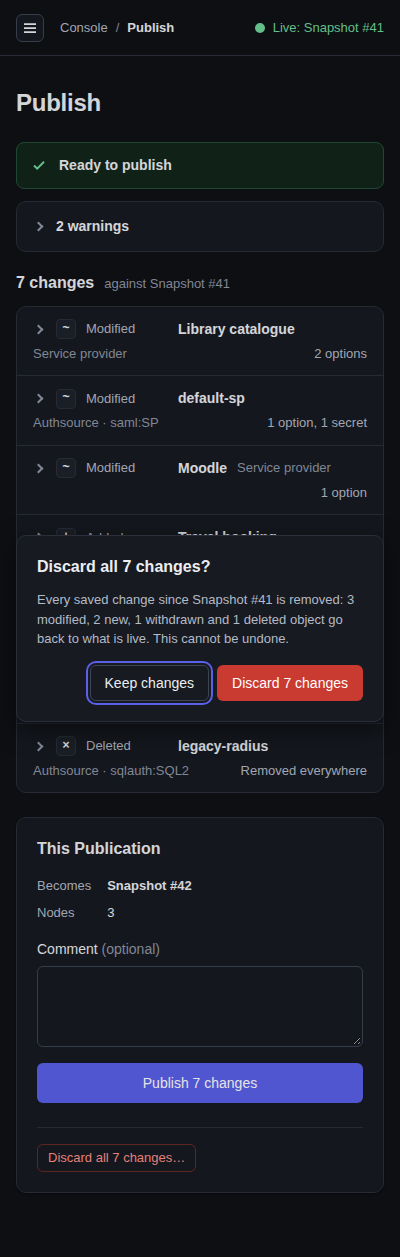 Console / Publish
Live: Snapshot #41
Publish
Ready to publish
2 warnings
7 changes against Snapshot #41
~ Modified Library catalogue
Service provider 2 options
~ Modified default-sp
Authsource · saml:SP 1 option, 1 secret
~ Modified Moodle Service provider
1 option
Discard all 7 changes?
Every saved change since Snapshot #41 is removed: 3
modified, 2 new, 1 withdrawn and 1 deleted object go
back to what is live. This cannot be undone.
Keep changes Discard 7 changes
× Deleted legacy-radius
Authsource · sqlauth:SQL2 Removed everywhere
This Publication
Becomes Snapshot #42
Nodes 3
Comment (optional)
Publish 7 changes
Discard all 7 changes…